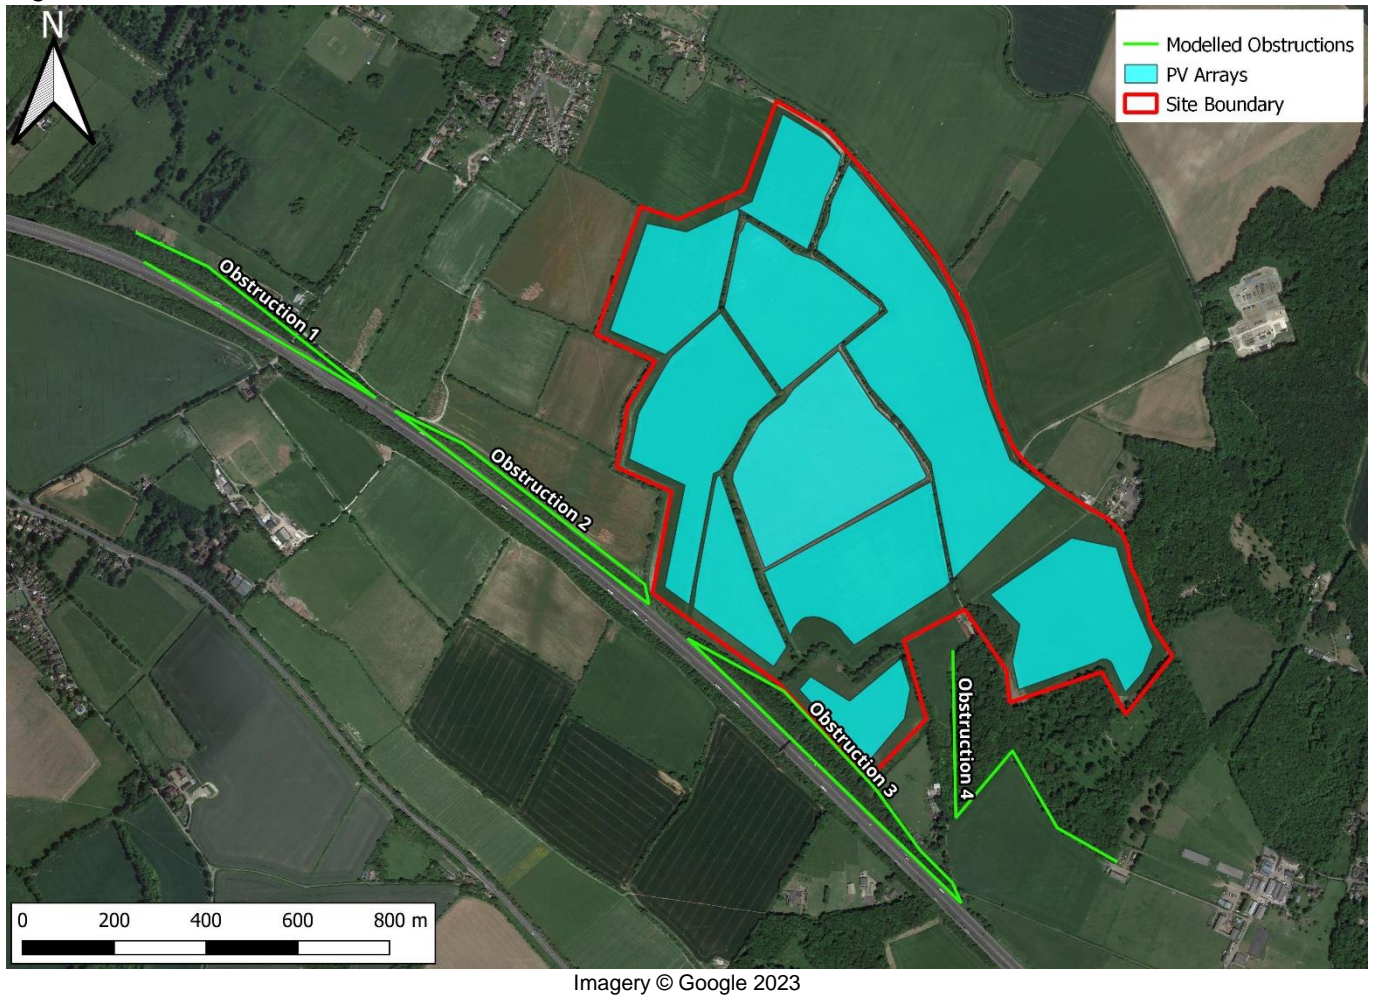 N
Modelled Obstructions
PV Arrays
Site Boundary
Obstruction 1
Obstruction 2
Obstruction 3
Obstruction 4
0 200 400 600 800 m
Imagery © Google 2023